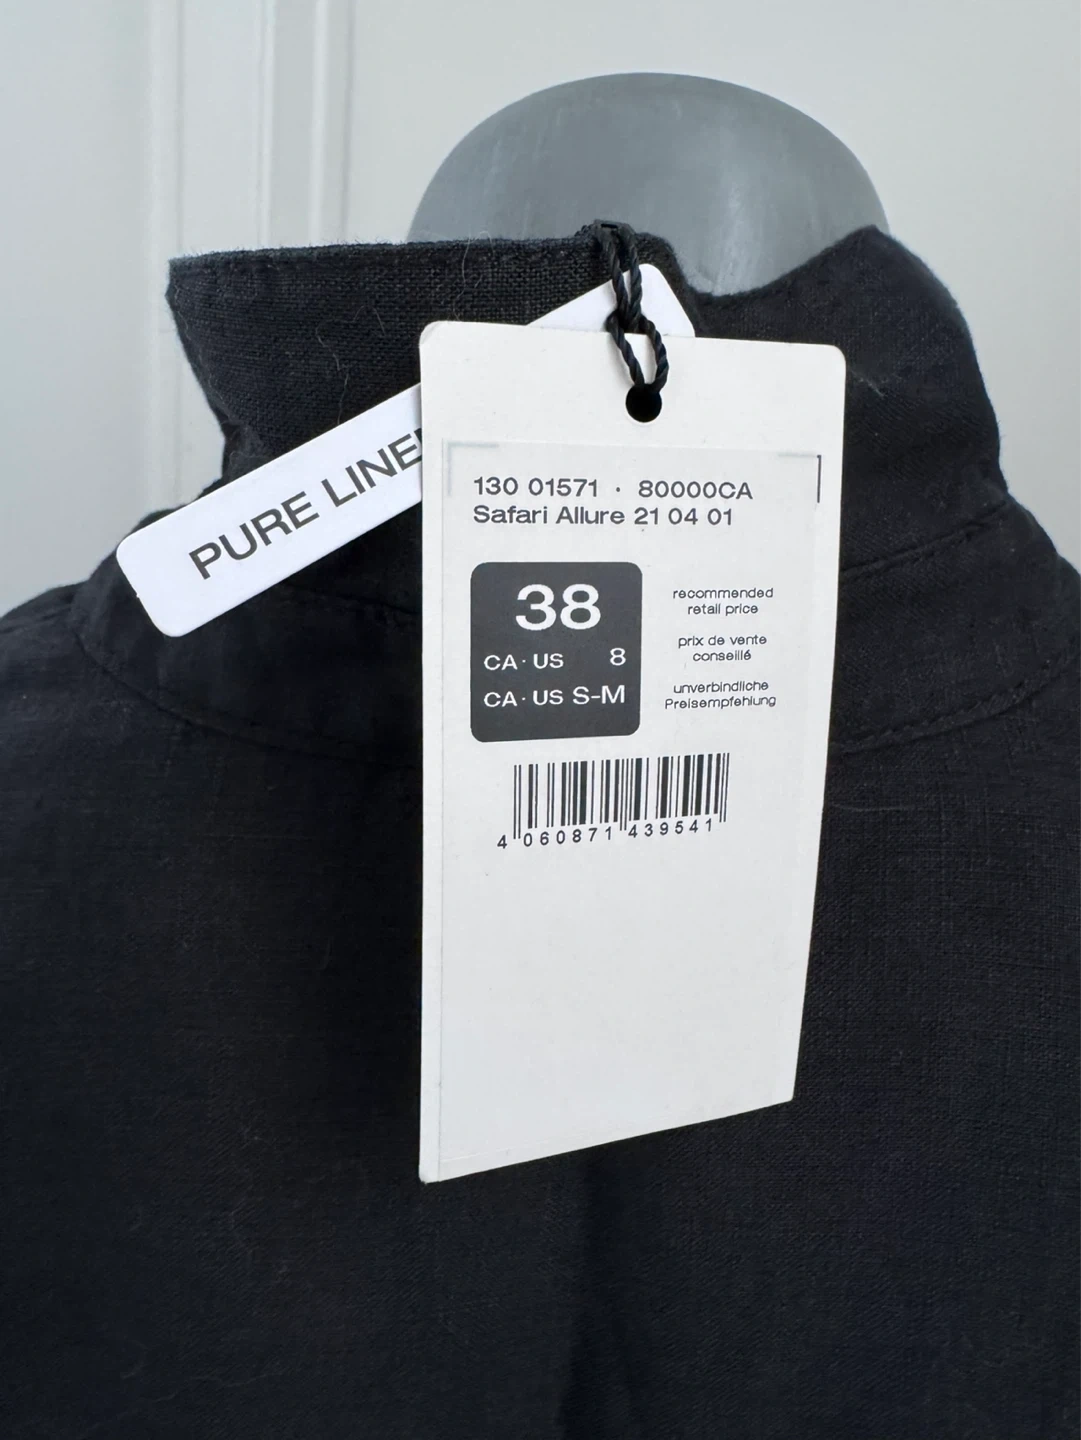 PURE LINEN
130 01571 · 80000CA
Safari Allure 21 04 01
38
CA·US 8
CA·US S-M
recommended
retail price
prix de vente
conseillé
unverbindliche
Preisempfehlung
4 060871 439541